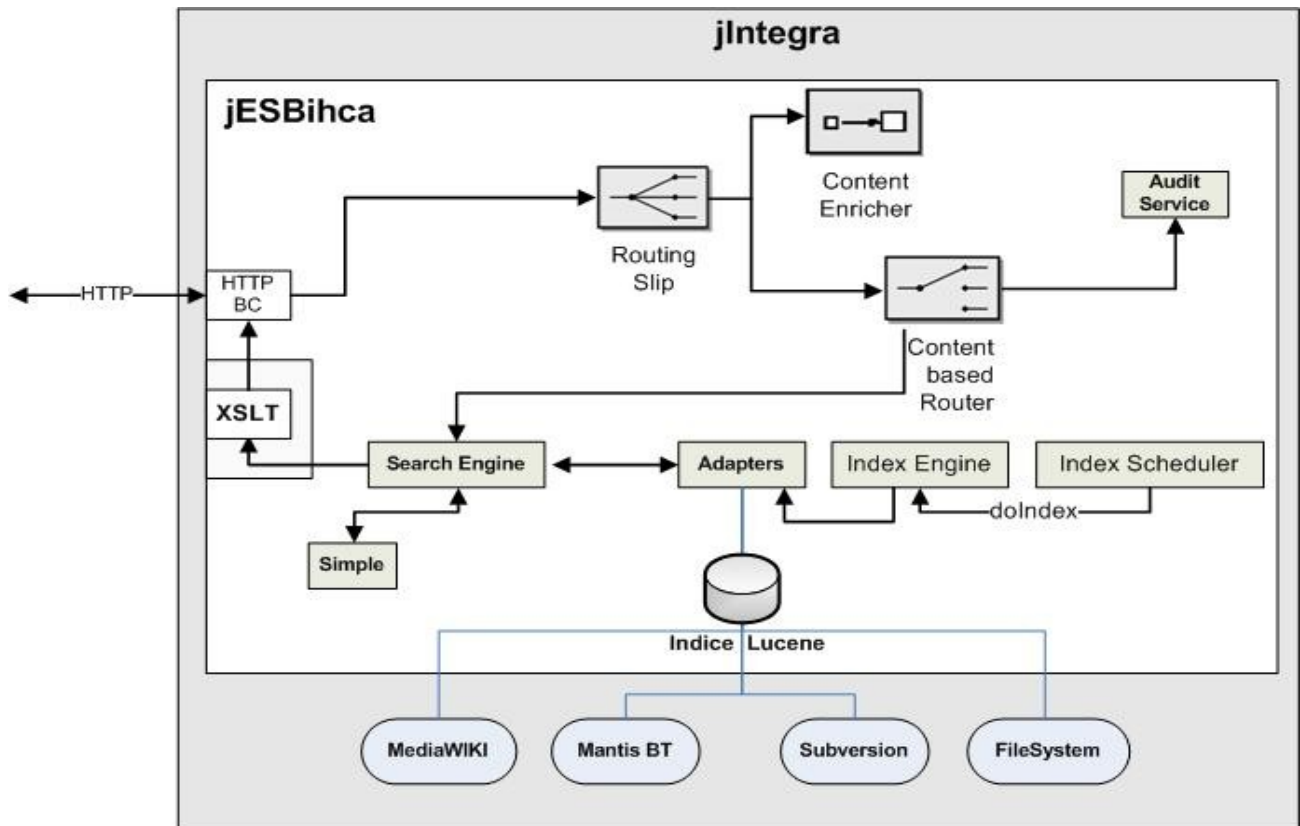 jIntegra
jESBihca
Content
Enricher
Audit
Service
Routing
Slip
HTTP
HTTP
BC
Content
based
Router
XSLT
Search Engine
Adapters
Index Engine
Index Scheduler
doIndex
Simple
Indice Lucene
MediaWIKI
Mantis BT
Subversion
FileSystem